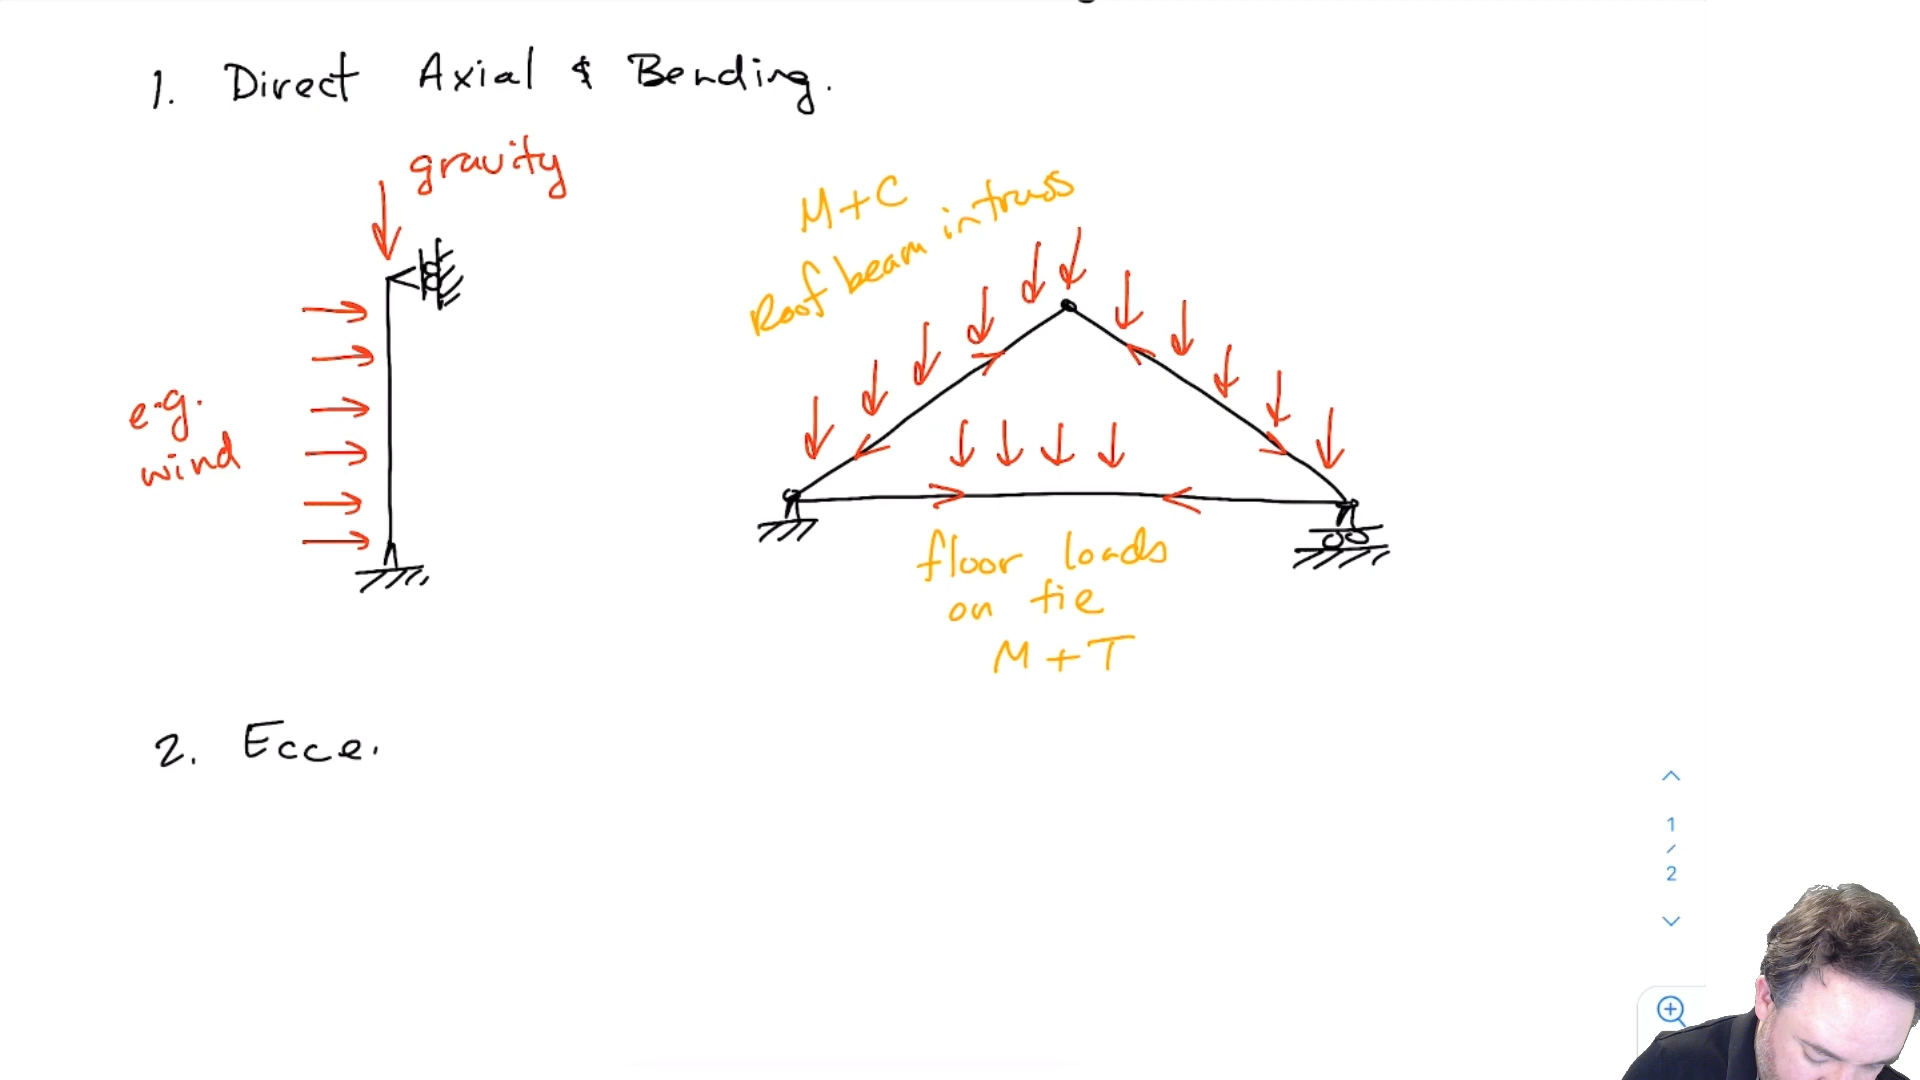 1. Direct Axial & Bending.
gravity
e.g.
wind
M+C
Roof beam in truss
floor loads
on tie
M+T
2. Ecce.
1
/
2